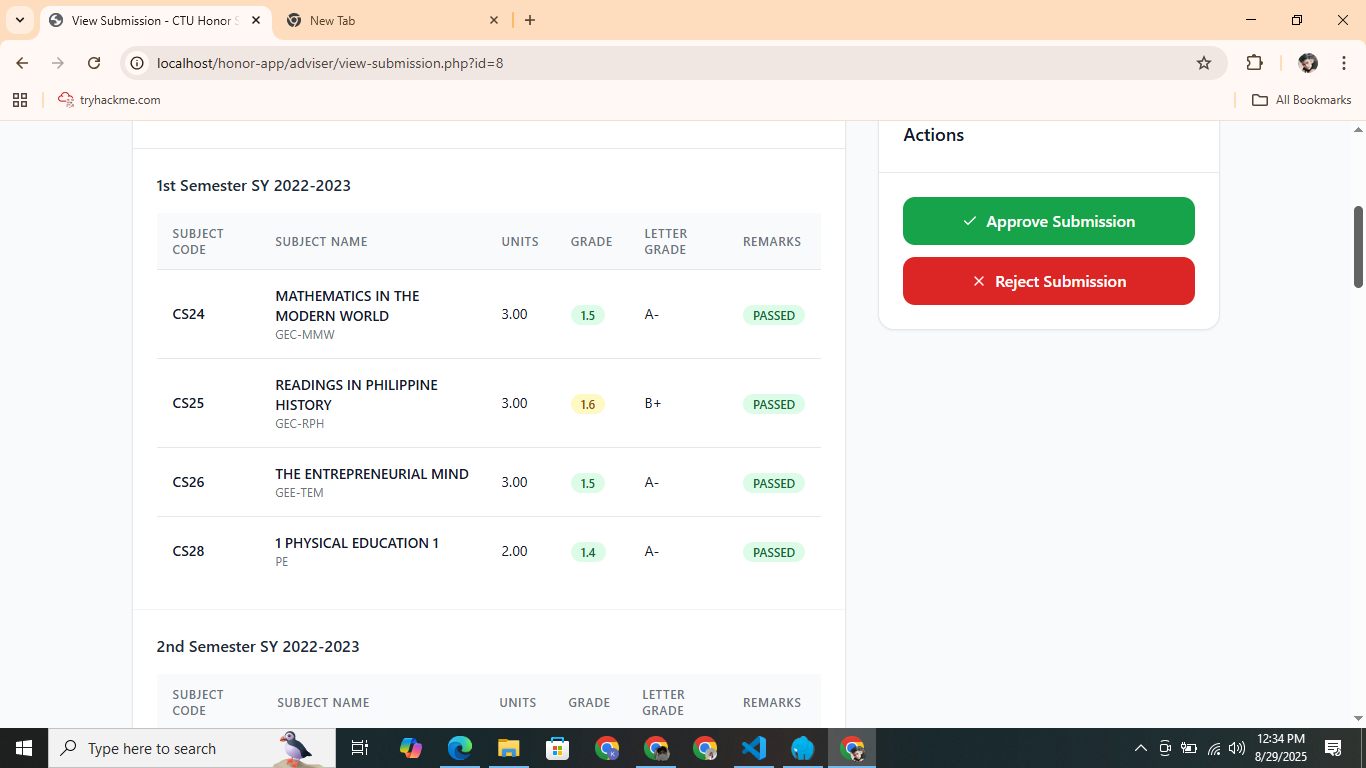 View Submission - CTU Honor S
New Tab
localhost/honor-app/adviser/view-submission.php?id=8
tryhackme.com
All Bookmarks
Actions
Approve Submission
Reject Submission
1st Semester SY 2022-2023
SUBJECT CODE SUBJECT NAME UNITS GRADE LETTER GRADE REMARKS
CS24 MATHEMATICS IN THE MODERN WORLD 3.00 1.5 A- PASSED
GEC-MMW
CS25 READINGS IN PHILIPPINE HISTORY 3.00 1.6 B+ PASSED
GEC-RPH
CS26 THE ENTREPRENEURIAL MIND 3.00 1.5 A- PASSED
GEE-TEM
CS28 1 PHYSICAL EDUCATION 1 2.00 1.4 A- PASSED
PE
2nd Semester SY 2022-2023
SUBJECT CODE SUBJECT NAME UNITS GRADE LETTER GRADE REMARKS
Type here to search
12:34 PM
8/29/2025